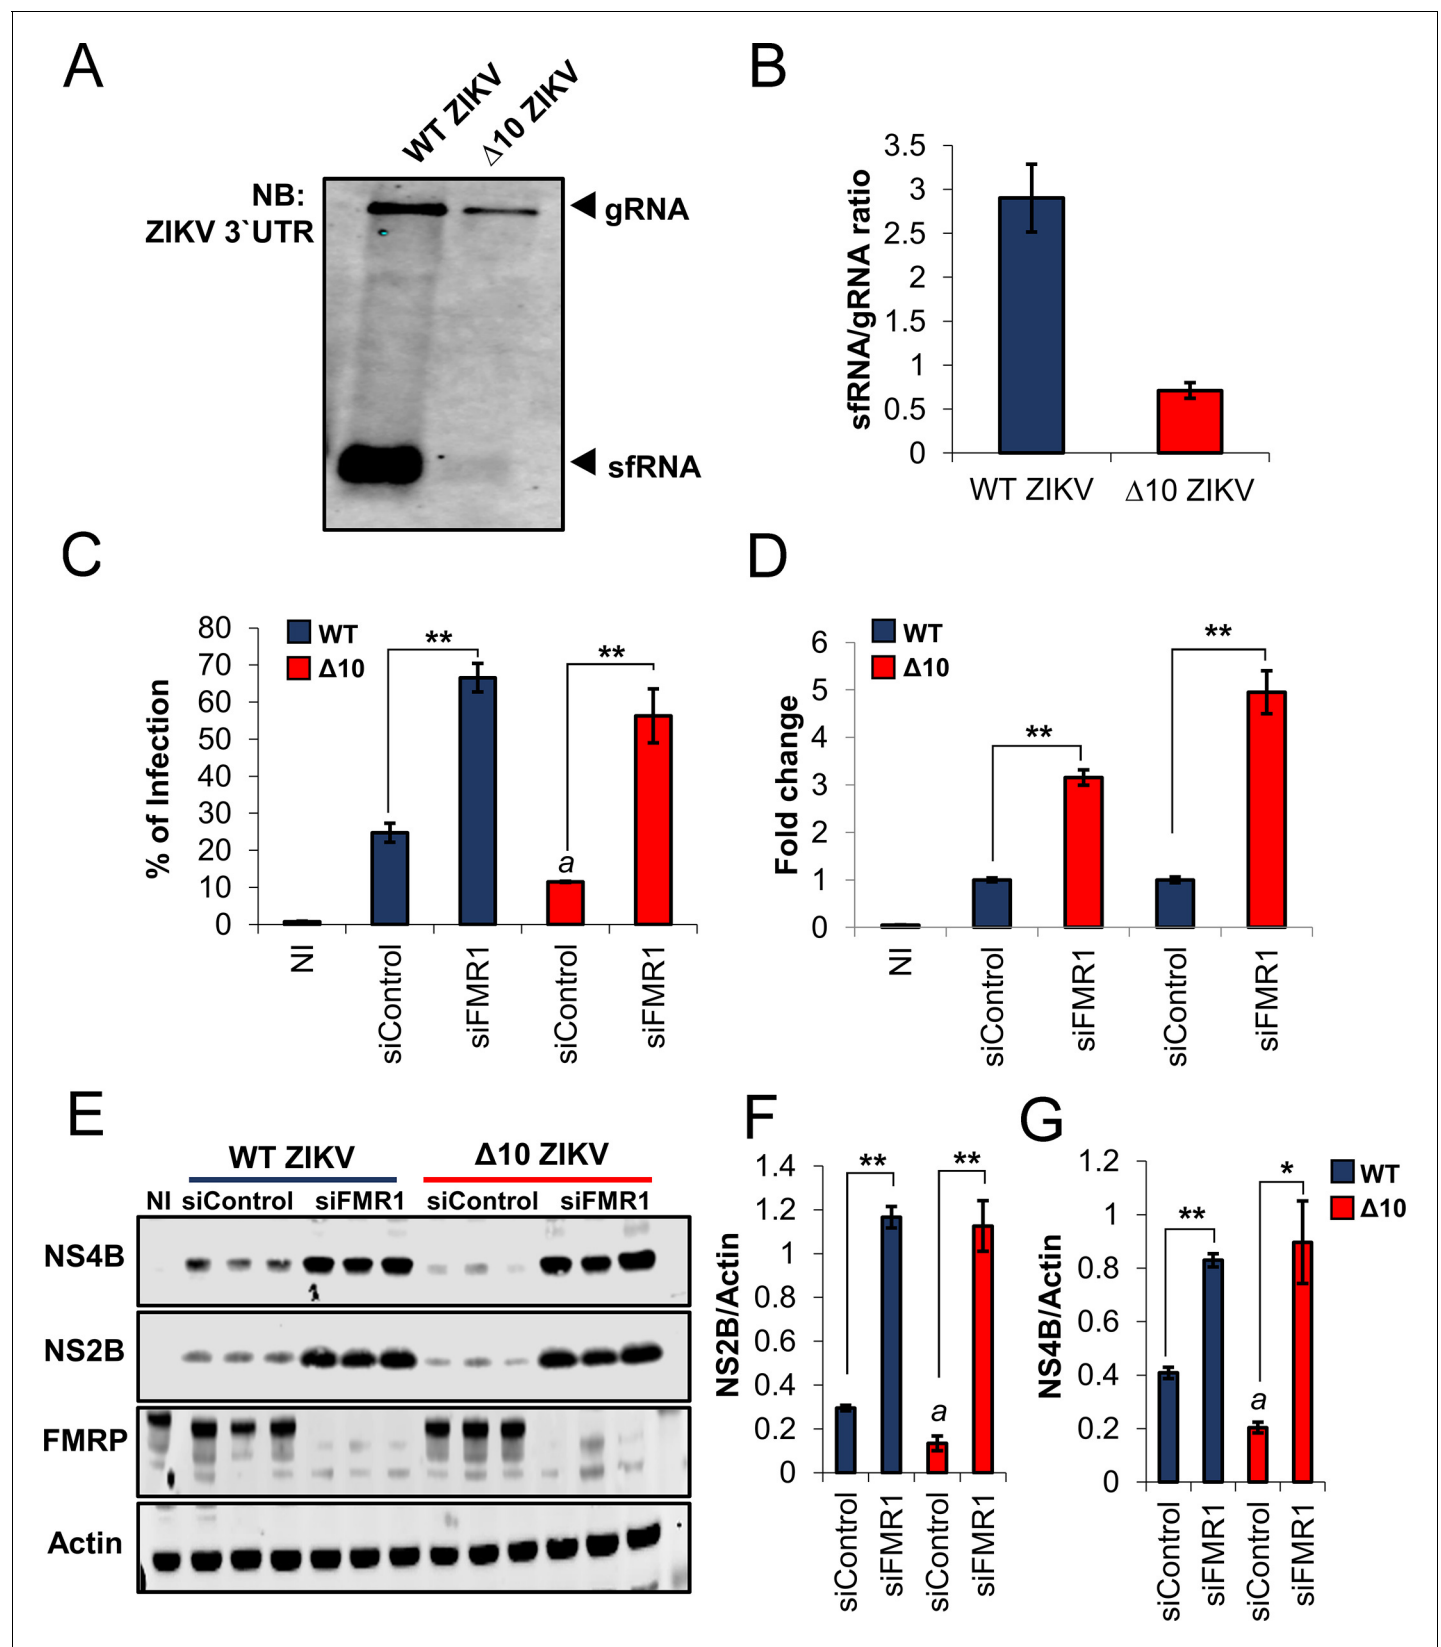 A
WT ZIKV
Δ10 ZIKV
NB:
ZIKV 3`UTR
gRNA
sfRNA
B
sfRNA/gRNA ratio
3.5
3
2.5
2
1.5
1
0.5
0
WT ZIKV
Δ10 ZIKV
C
% of Infection
80
70
60
50
40
30
20
10
0
WT
Δ10
**
**
a
NI
siControl
siFMR1
siControl
siFMR1
D
Fold change
6
5
4
3
2
1
0
WT
Δ10
**
**
NI
siControl
siFMR1
siControl
siFMR1
E
WT ZIKV
Δ10 ZIKV
NI siControl siFMR1 siControl siFMR1
NS4B
NS2B
FMRP
Actin
F
NS2B/Actin
1.4
1.2
1
0.8
0.6
0.4
0.2
0
**
**
a
siControl
siFMR1
siControl
siFMR1
G
NS4B/Actin
1.2
1
0.8
0.6
0.4
0.2
0
**
*
a
WT
Δ10
siControl
siFMR1
siControl
siFMR1